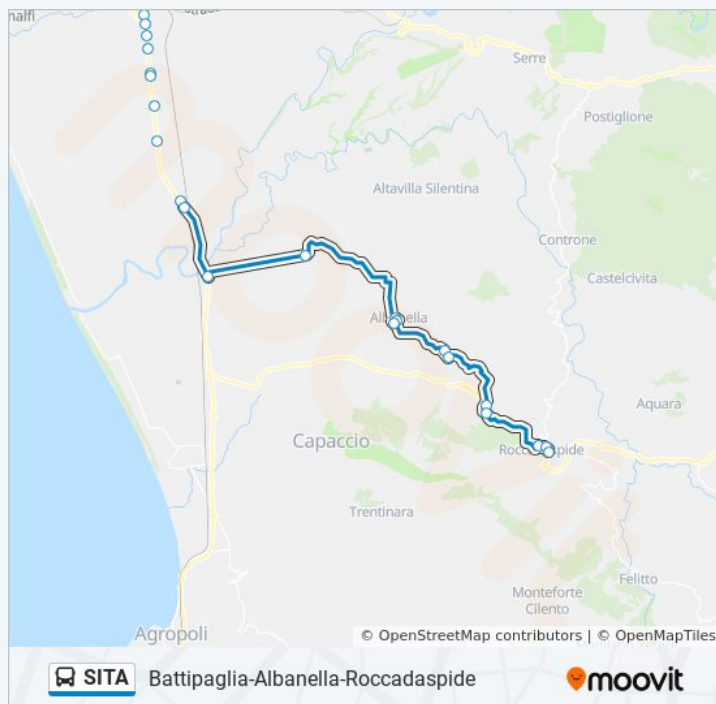 nalfi
Serre
Postiglione
Altavilla Silentina
Controne
Castelcivita
Albanella
Aquara
Capaccio
Roccadaspide
Trentinara
Felitto
Monteforte
Cilento
Agropoli
© OpenStreetMap contributors | © OpenMapTiles
SITA Battipaglia-Albanella-Roccadaspide moovit